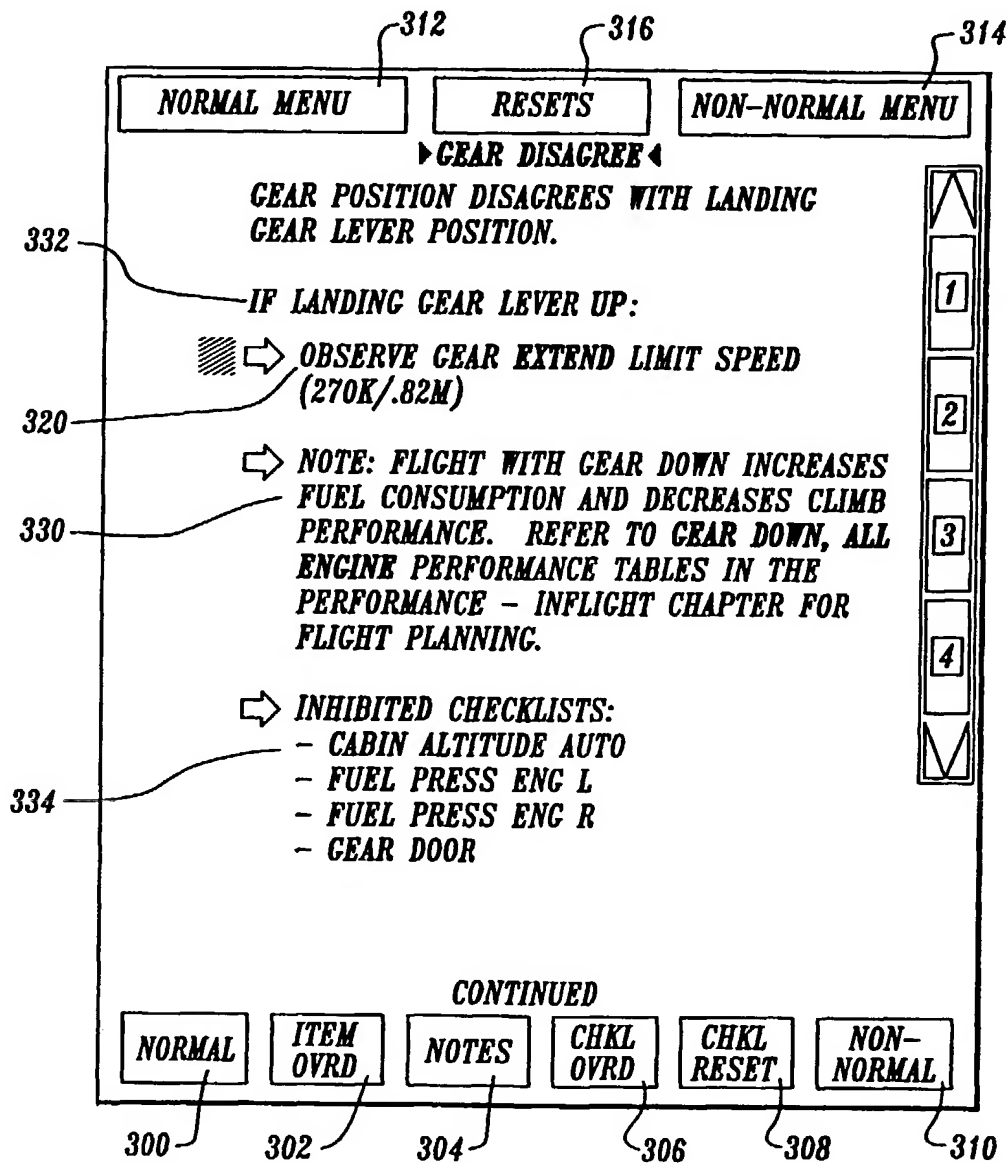 312 316 314
NORMAL MENU RESETS NON-NORMAL MENU
GEAR DISAGREE
GEAR POSITION DISAGREES WITH LANDING
GEAR LEVER POSITION.
332
IF LANDING GEAR LEVER UP:
1
OBSERVE GEAR EXTEND LIMIT SPEED
(270K/.82M)
320
2
NOTE: FLIGHT WITH GEAR DOWN INCREASES
FUEL CONSUMPTION AND DECREASES CLIMB
330
PERFORMANCE. REFER TO GEAR DOWN, ALL
3
ENGINE PERFORMANCE TABLES IN THE
PERFORMANCE - INFLIGHT CHAPTER FOR
FLIGHT PLANNING.
4
INHIBITED CHECKLISTS:
- CABIN ALTITUDE AUTO
334
- FUEL PRESS ENG L
- FUEL PRESS ENG R
- GEAR DOOR
CONTINUED
NORMAL
ITEM
OVRD
NOTES
CHKL
OVRD
CHKL
RESET
NON-
NORMAL
300 302 304 306 308 310